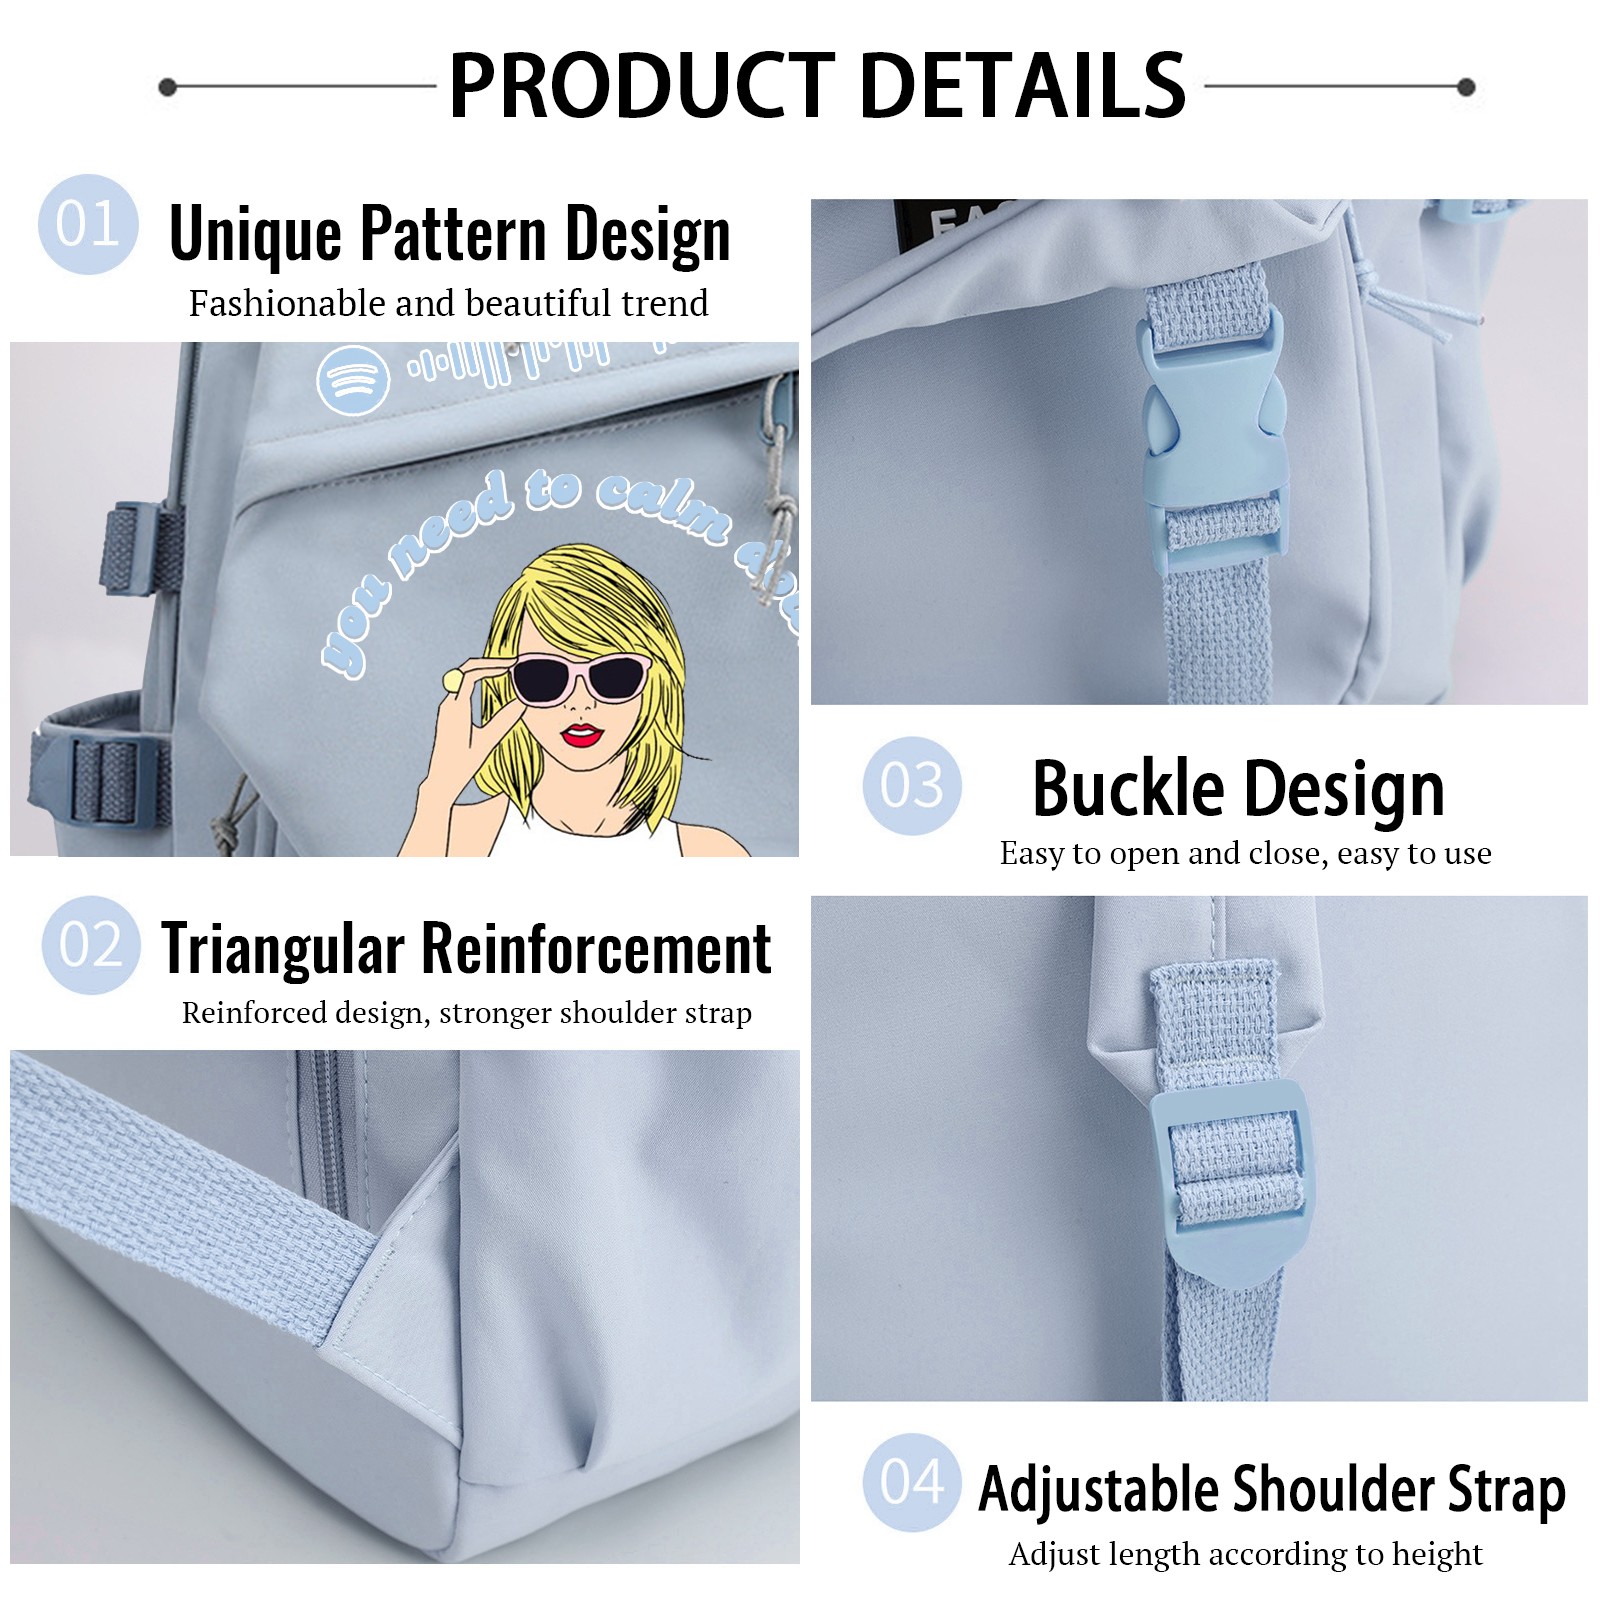 PRODUCT DETAILS
01
Unique Pattern Design
Fashionable and beautiful trend
you need to calm
02
Triangular Reinforcement
Reinforced design, stronger shoulder strap
03
Buckle Design
Easy to open and close, easy to use
04
Adjustable Shoulder Strap
Adjust length according to height